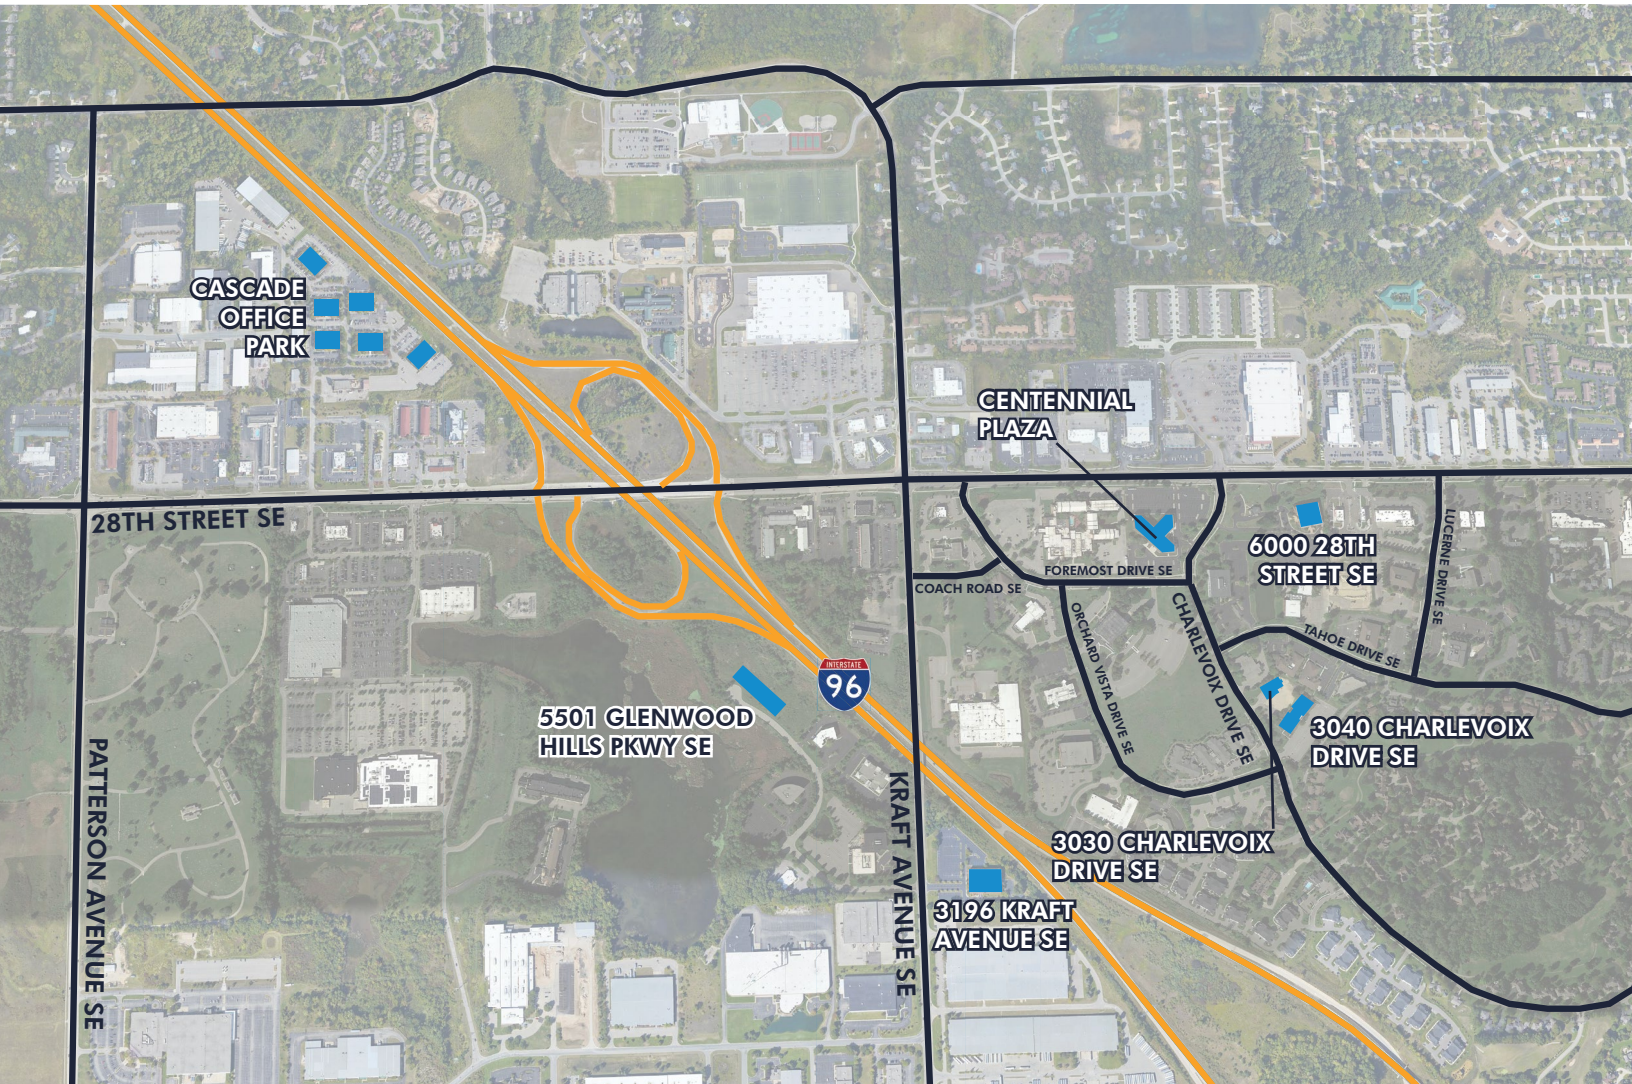 CASCADE
OFFICE
PARK
CENTENNIAL
PLAZA
28TH STREET SE
6000 28TH
STREET SE
LUCERNE DRIVE SE
FOREMOST DRIVE SE
COACH ROAD SE
ORCHARD VISTA DRIVE SE
CHARLEVOIX DRIVE SE
TAHOE DRIVE SE
INTERSTATE
96
5501 GLENWOOD
HILLS PKWY SE
3040 CHARLEVOIX
DRIVE SE
PATTERSON AVENUE SE
KRAFT AVENUE SE
3030 CHARLEVOIX
DRIVE SE
3196 KRAFT
AVENUE SE